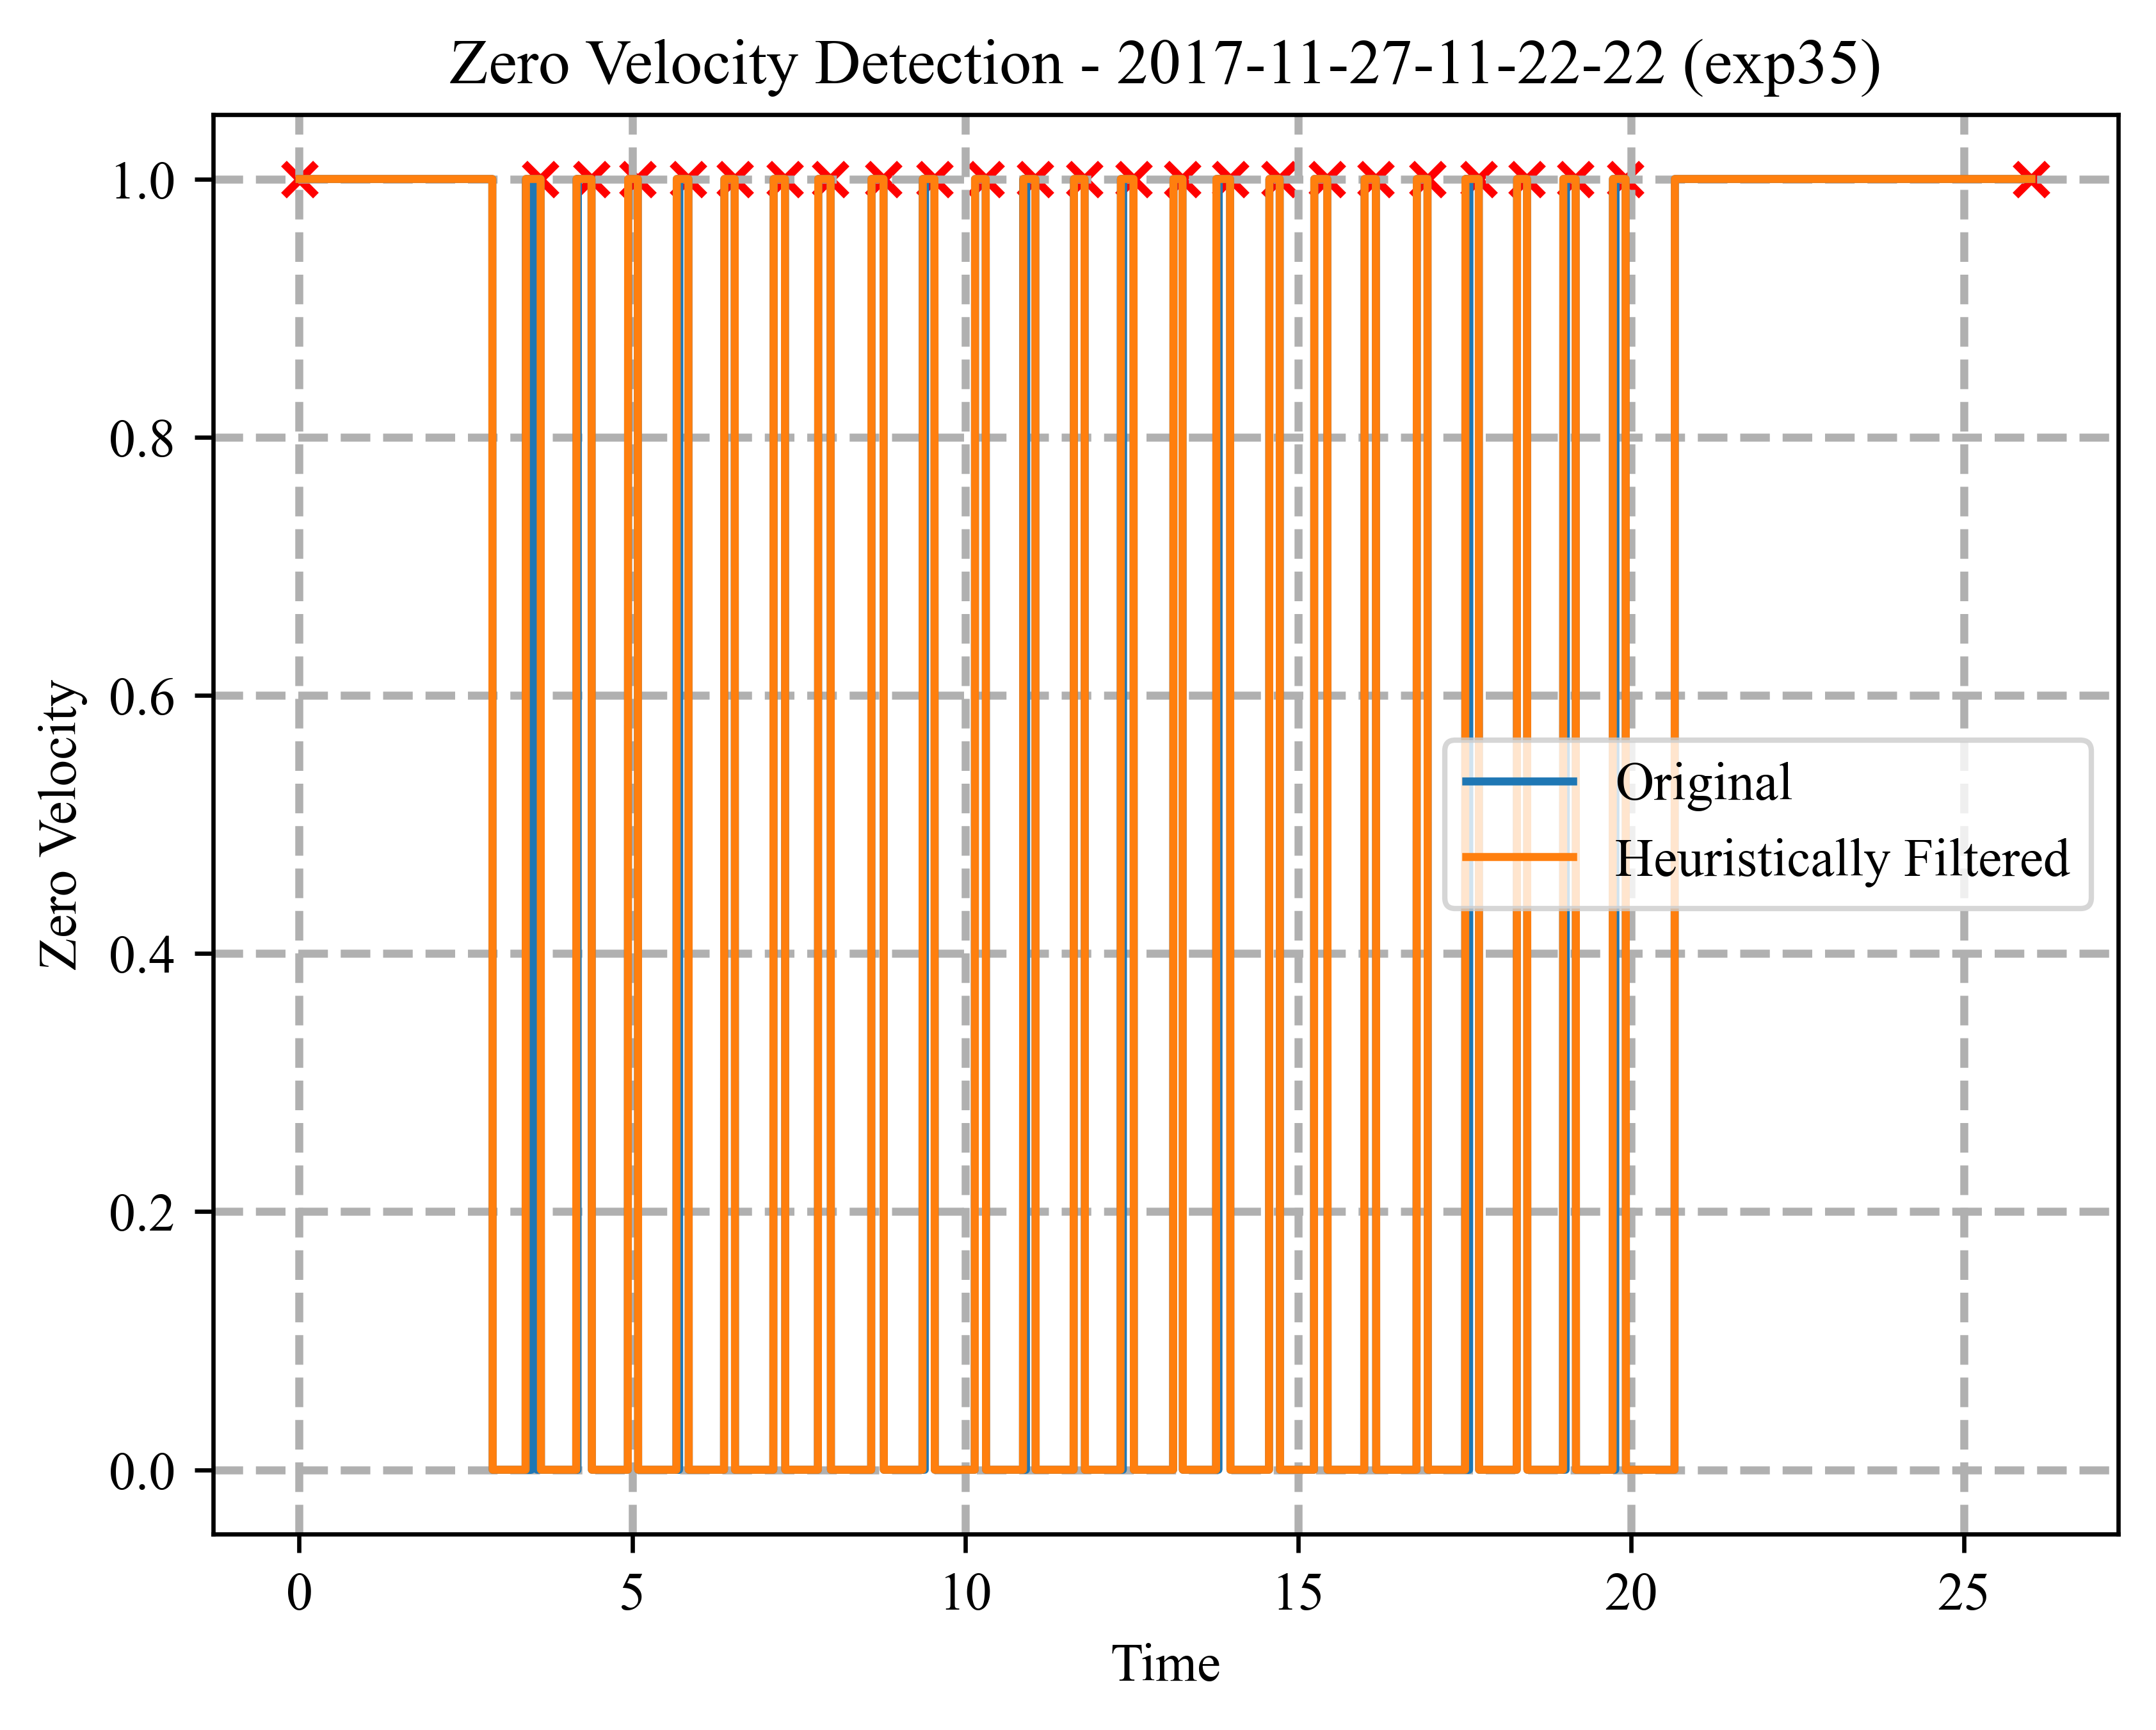 Zero Velocity Detection - 2017-11-27-11-22-22 (exp35)
1.0
0.8
0.6
0.4
0.2
0.0
Zero Velocity
Original
Heuristically Filtered
0 5 10 15 20 25
Time